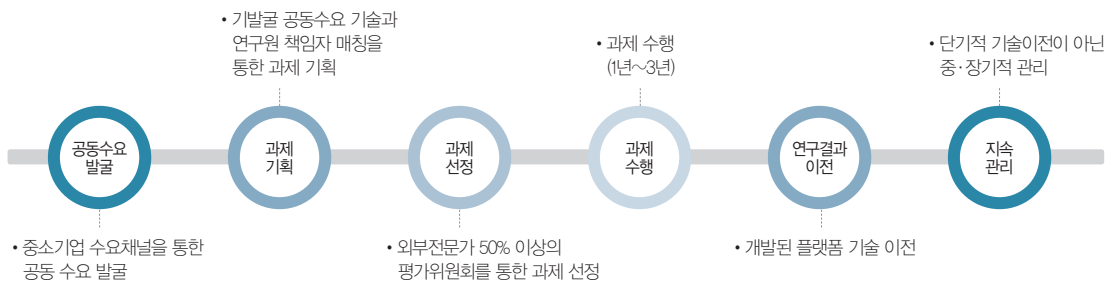 • 기발굴 공동수요 기술과
연구원 책임자 매칭을
통한 과제 기획
• 과제 수행
(1년~3년)
• 단기적 기술이전이 아닌
중·장기적 관리
공동수요
발굴
과제
기획
과제
선정
과제
수행
연구결과
이전
지속
관리
• 중소기업 수요채널을 통한
공동 수요 발굴
• 외부전문가 50% 이상의
평가위원회를 통한 과제 선정
• 개발된 플랫폼 기술 이전